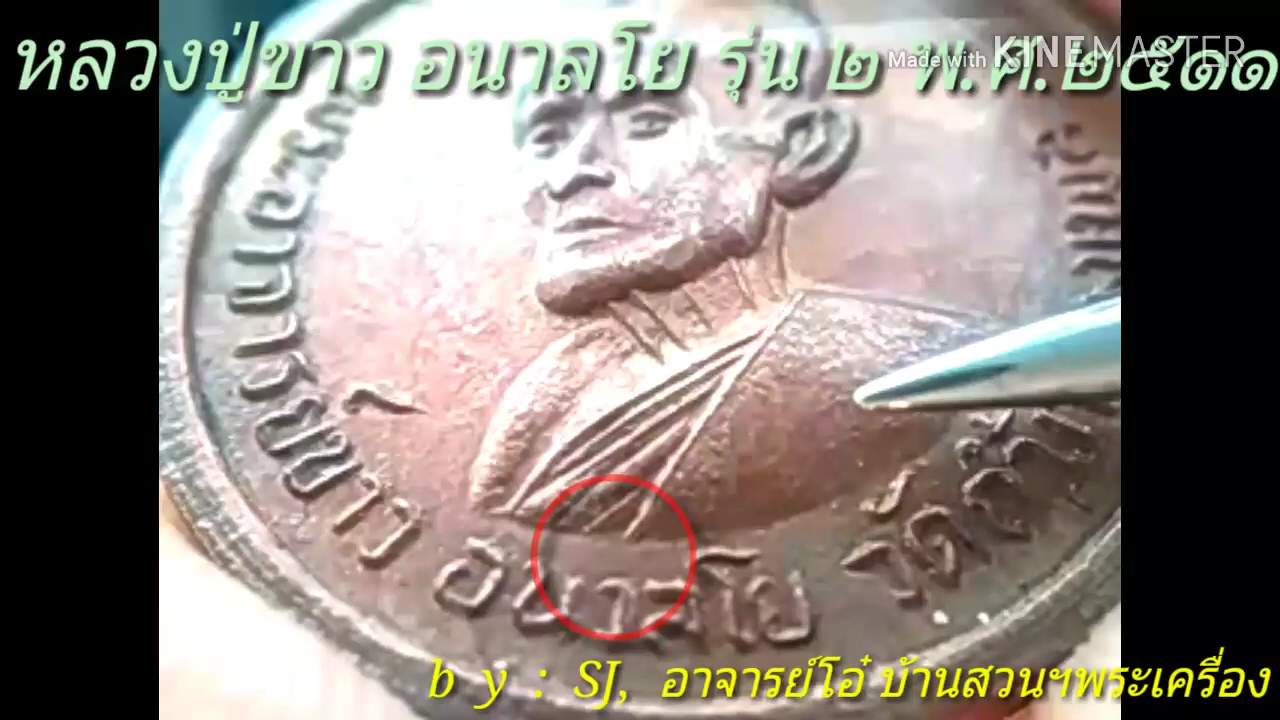 หลวงปู่ขาว อนาลโย รุ่น ๒ พ.ศ.๒๕๑๑
Made with KINEMASTER
พระอาจารย์ขาว อนาลโย วัดถ้ำ
b y : SJ, อาจารย์โอ๋ บ้านสวนฯพระเครื่อง